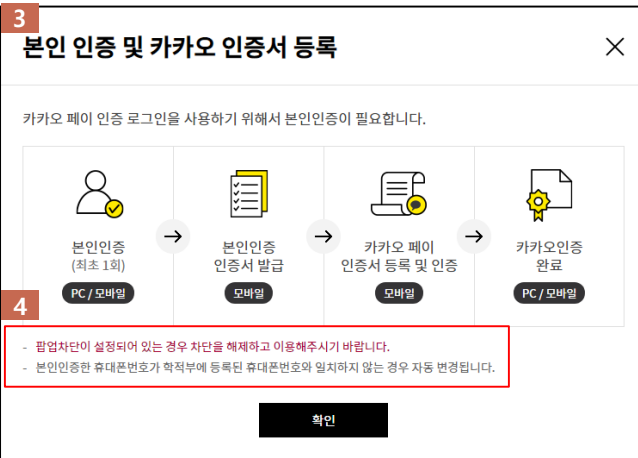 3
본인 인증 및 카카오 인증서 등록
카카오 페이 인증 로그인을 사용하기 위해서 본인인증이 필요합니다.
본인인증
(최초 1회)
PC / 모바일
본인인증
인증서 발급
모바일
카카오 페이
인증서 등록 및 인증
모바일
카카오인증
완료
PC / 모바일
4
- 팝업차단이 설정되어 있는 경우 차단을 해제하고 이용해주시기 바랍니다.
- 본인인증한 휴대폰번호가 학적부에 등록된 휴대폰번호와 일치하지 않는 경우 자동 변경됩니다.
확인